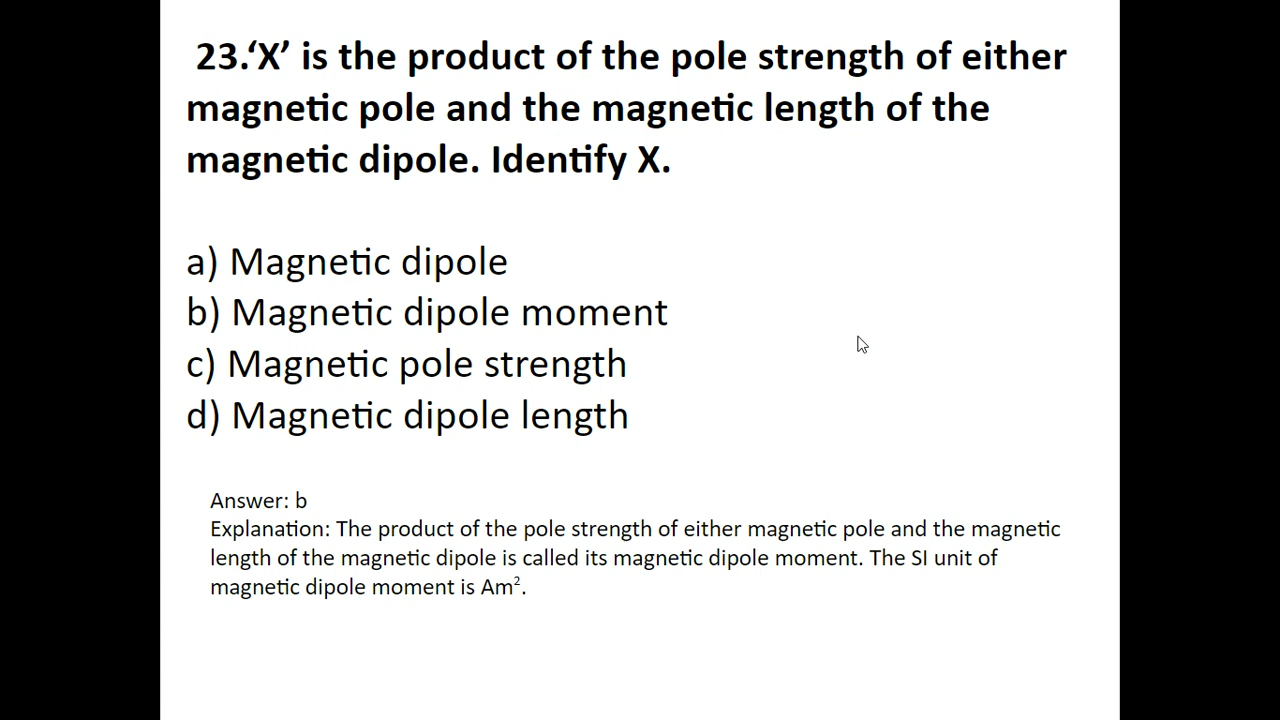 23.‘X’ is the product of the pole strength of either
magnetic pole and the magnetic length of the
magnetic dipole. Identify X.
a) Magnetic dipole
b) Magnetic dipole moment
c) Magnetic pole strength
d) Magnetic dipole length
Answer: b
Explanation: The product of the pole strength of either magnetic pole and the magnetic
length of the magnetic dipole is called its magnetic dipole moment. The SI unit of
magnetic dipole moment is Am².